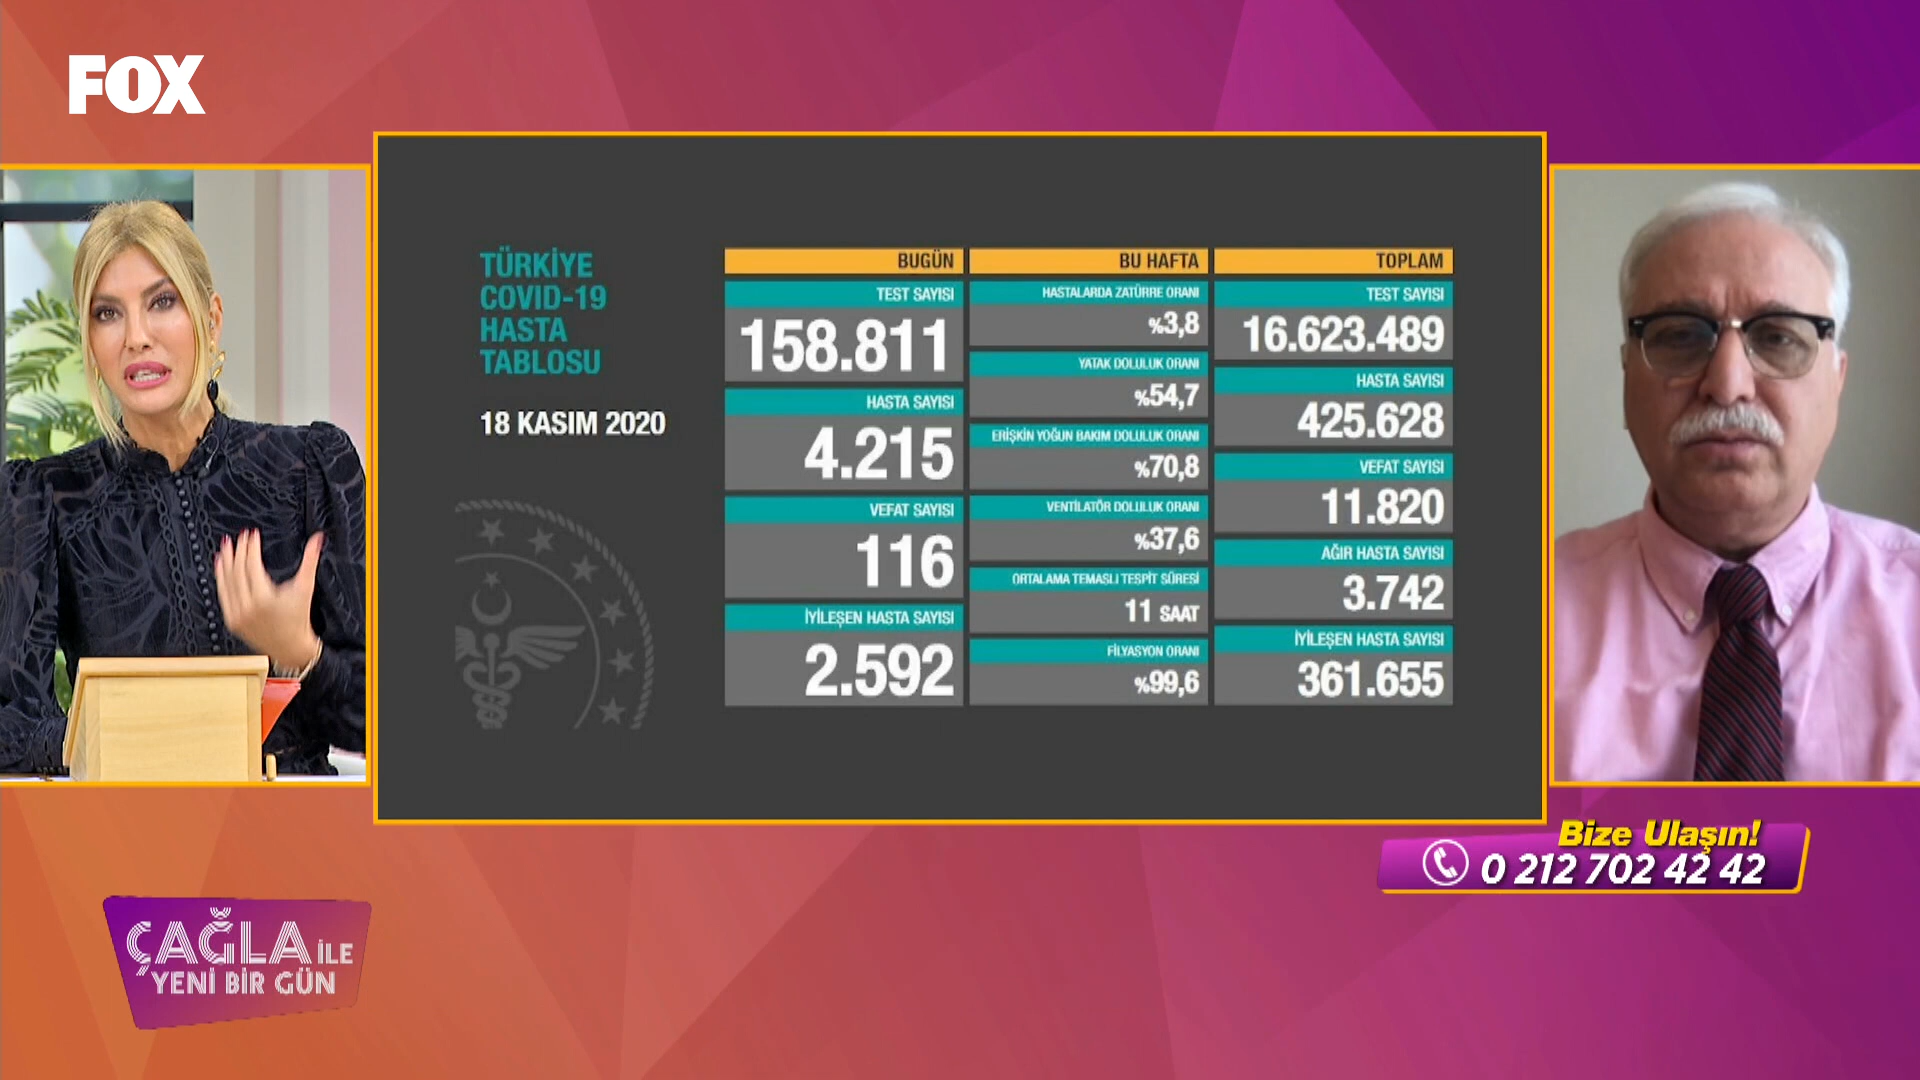 FOX
TÜRKİYE
COVID-19
HASTA
TABLOSU
18 KASIM 2020
BUGÜN
TEST SAYISI
158.811
HASTA SAYISI
4.215
VEFAT SAYISI
116
İYİLEŞEN HASTA SAYISI
2.592
BU HAFTA
HASTALARDA ZATÜRRE ORANI
%3,8
YATAK DOLULUK ORANI
%54,7
ERİŞKİN YOĞUN BAKIM DOLULUK ORANI
%70,8
VENTİLATÖR DOLULUK ORANI
%37,6
ORTALAMA TEMASLI TESPİT SÜRESİ
11 SAAT
FİLYASYON ORANI
%99,6
TOPLAM
TEST SAYISI
16.623.489
HASTA SAYISI
425.628
VEFAT SAYISI
11.820
AĞIR HASTA SAYISI
3.742
İYİLEŞEN HASTA SAYISI
361.655
Bize Ulaşın!
0 212 702 42 42
ÇAĞLA İLE
YENİ BİR GÜN